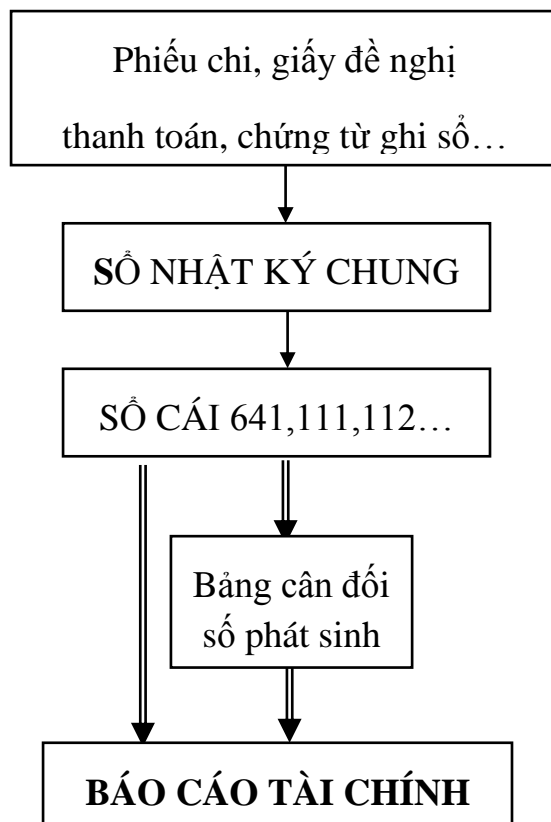 Phiếu chi, giấy đề nghị
thanh toán, chứng từ ghi sổ…
SỔ NHẬT KÝ CHUNG
SỔ CÁI 641,111,112…
Bảng cân đối
số phát sinh
BÁO CÁO TÀI CHÍNH